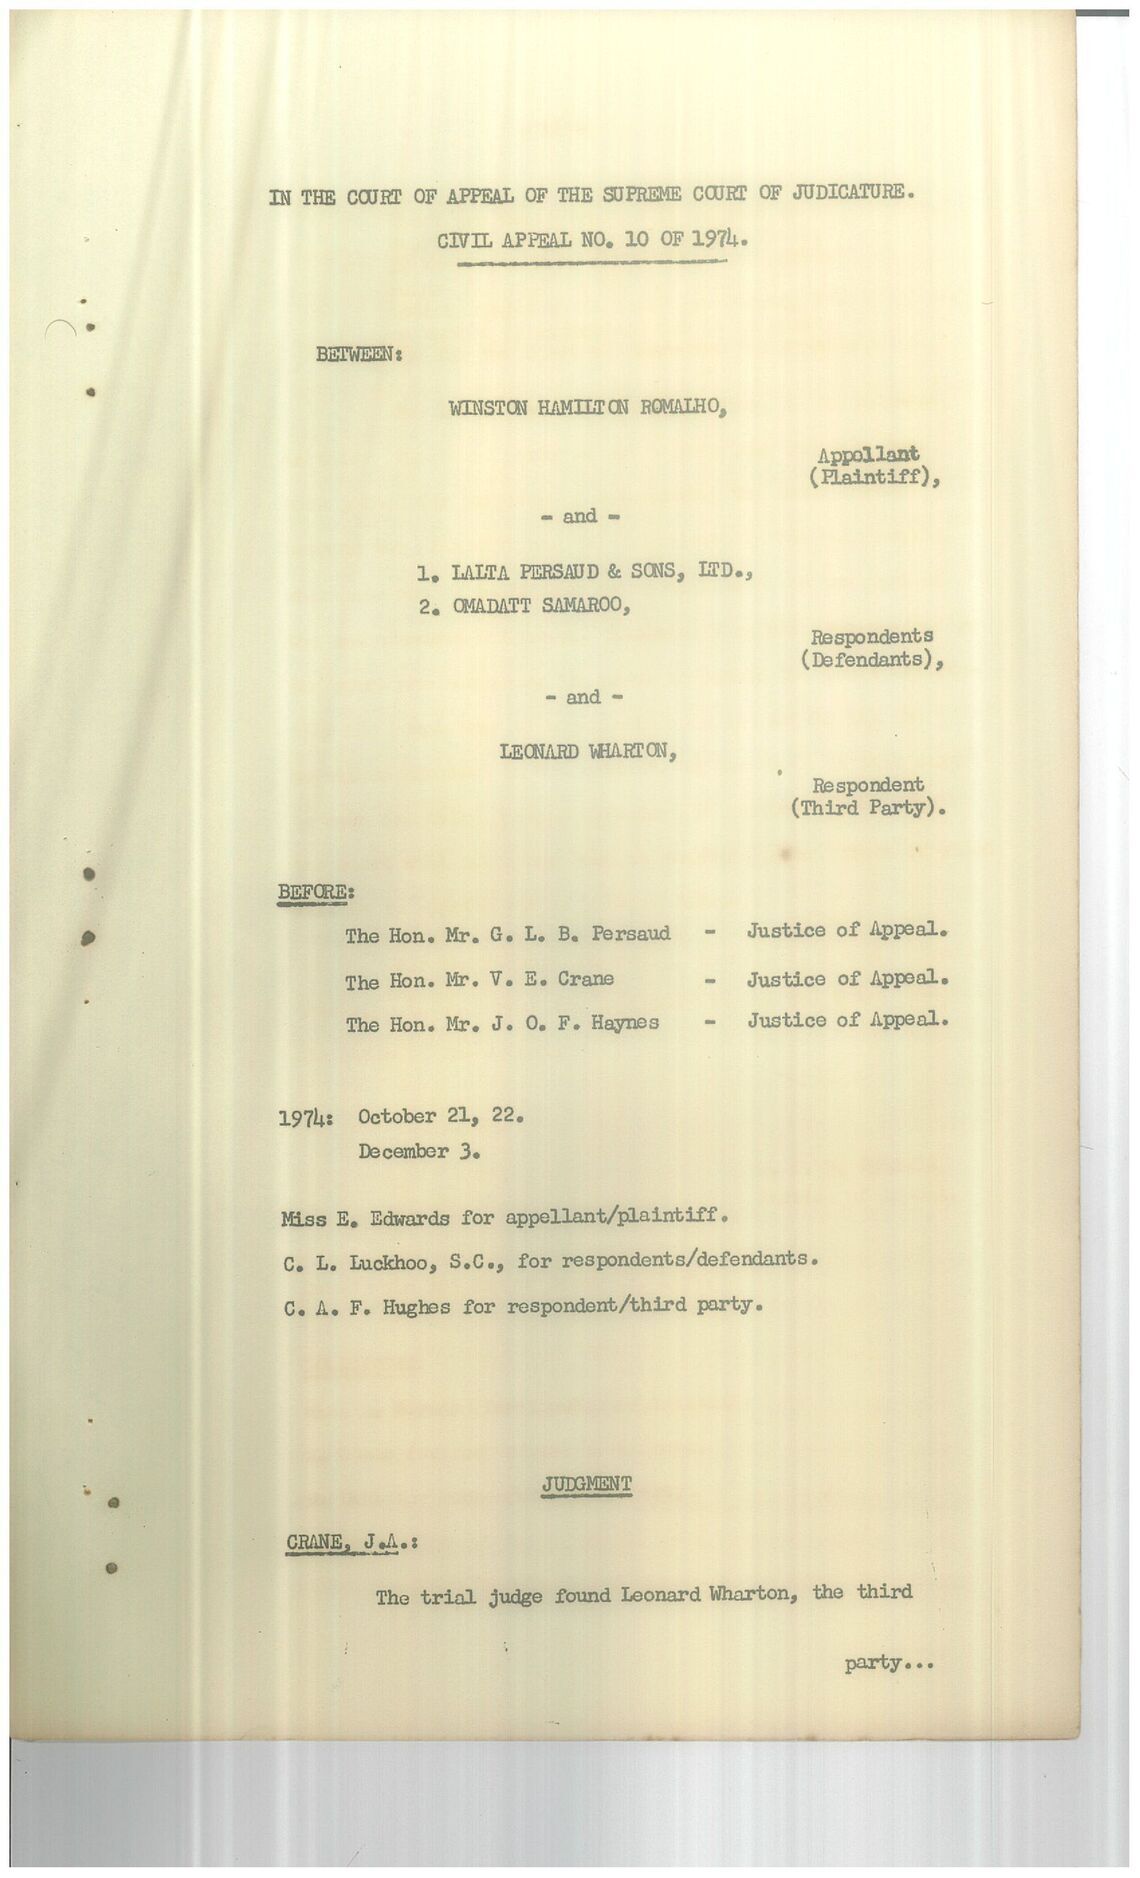 IN THE COURT OF APPEAL OF THE SUPREME COURT OF JUDICATURE.
CIVIL APPEAL NO. 10 OF 1974.
BETWEEN:
WINSTON HAMILTON ROMALHO,
Appollant
(Plaintiff),
- and -
1. LALTA PERSAUD & SONS, LTD.,
2. OMADATT SAMAROO,
Respondents
(Defendants),
- and -
LEONARD WHARTON,
Respondent
(Third Party).
BEFORE:
The Hon. Mr. G. L. B. Persaud - Justice of Appeal.
The Hon. Mr. V. E. Crane - Justice of Appeal.
The Hon. Mr. J. O. F. Haynes - Justice of Appeal.
1974: October 21, 22.
December 3.
Miss E. Edwards for appellant/plaintiff.
C. L. Luckhoo, S.C., for respondents/defendants.
C. A. F. Hughes for respondent/third party.
JUDGMENT
CRANE, J.A.:
The trial judge found Leonard Wharton, the third
party...